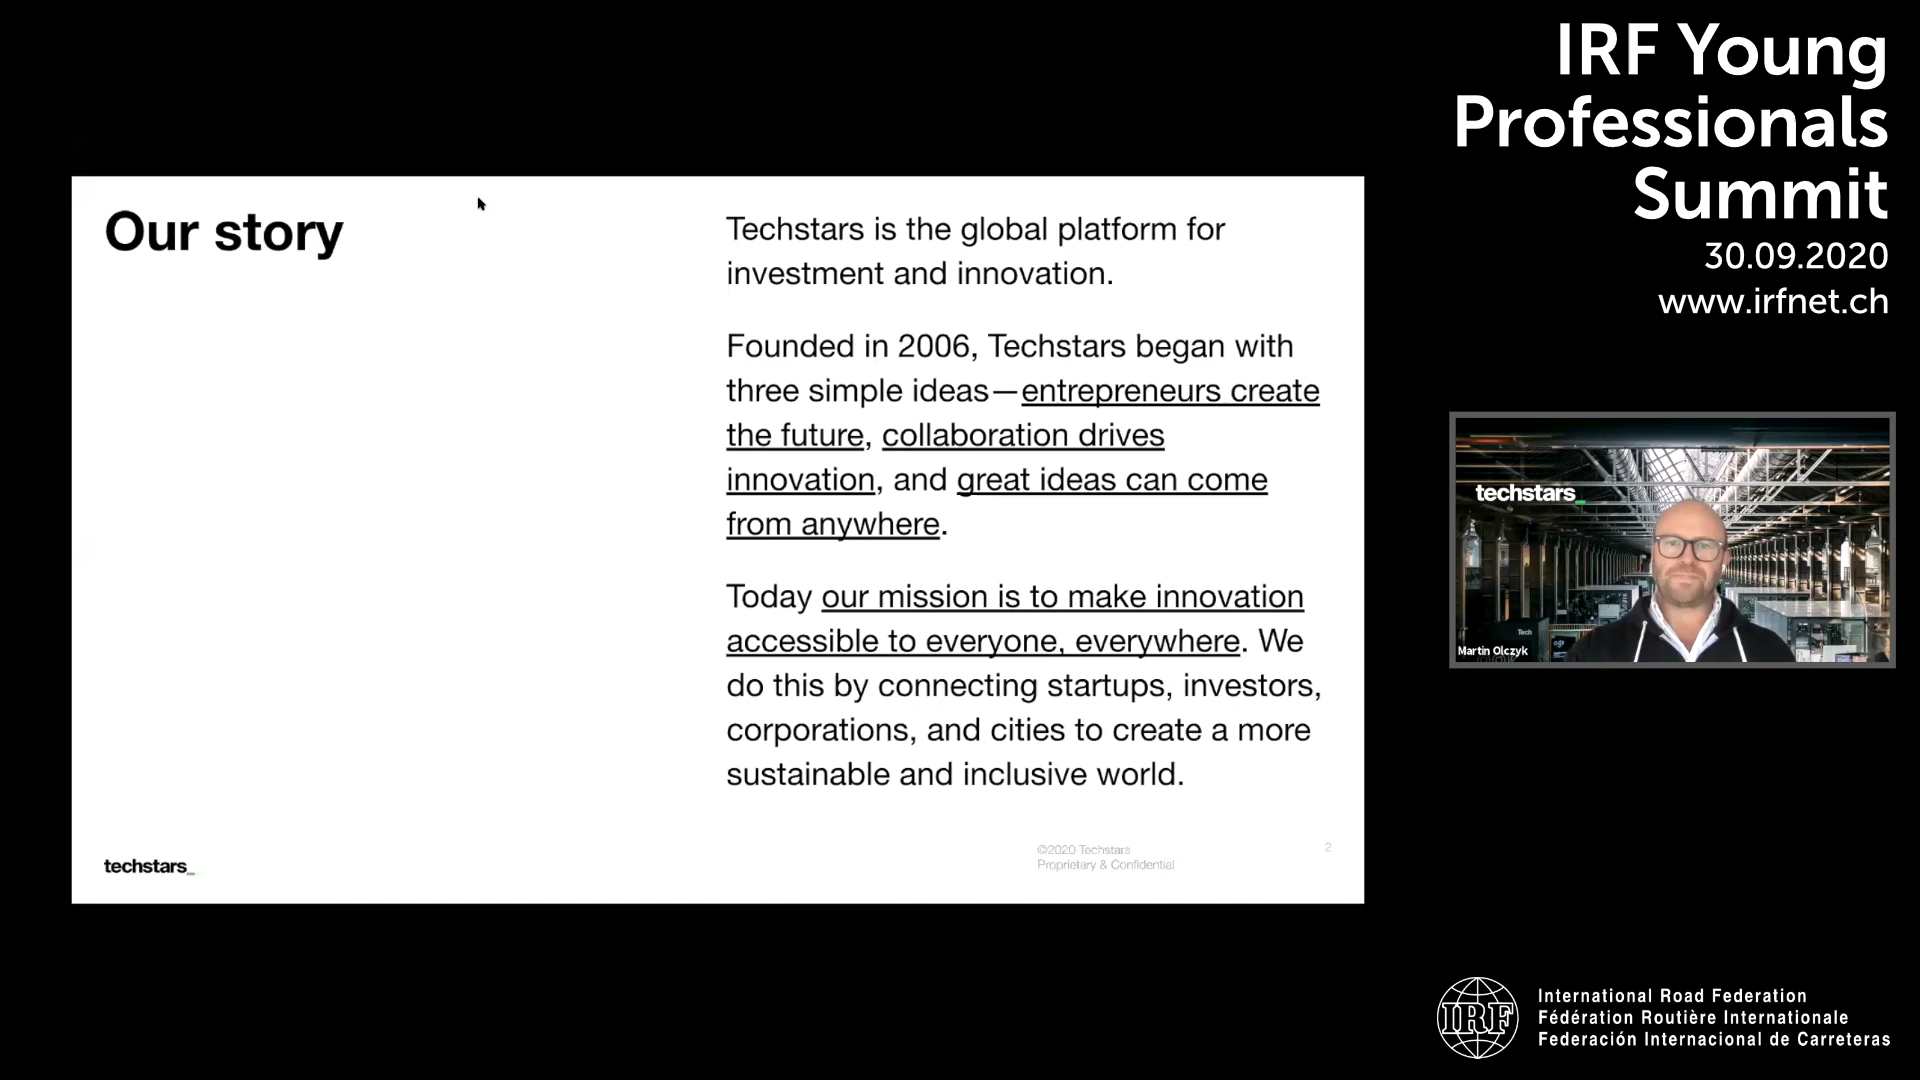 IRF Young
Professionals
Summit
30.09.2020
www.irfnet.ch
Our story
Techstars is the global platform for
investment and innovation.
Founded in 2006, Techstars began with
three simple ideas—entrepreneurs create
the future, collaboration drives
innovation, and great ideas can come
from anywhere.
Today our mission is to make innovation
accessible to everyone, everywhere. We
do this by connecting startups, investors,
corporations, and cities to create a more
sustainable and inclusive world.
techstars_
©2020 Techstars
Proprietary & Confidential
2
techstars_
Tech
Martin Olczyk
IRF
International Road Federation
Fédération Routière Internationale
Federación Internacional de Carreteras